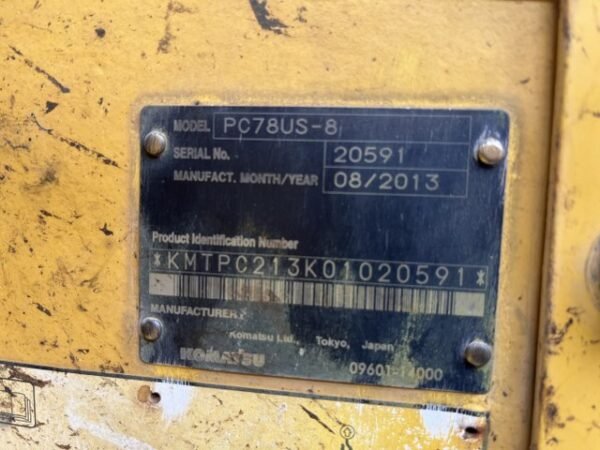 MODEL PC78US-8
SERIAL No. 20591
MANUFACT. MONTH/YEAR 08/2013
Product Identification Number
*KMTPC213K01020591*
MANUFACTURER
Komatsu Ltd., Tokyo, Japan
KOMATSU 09601-14000